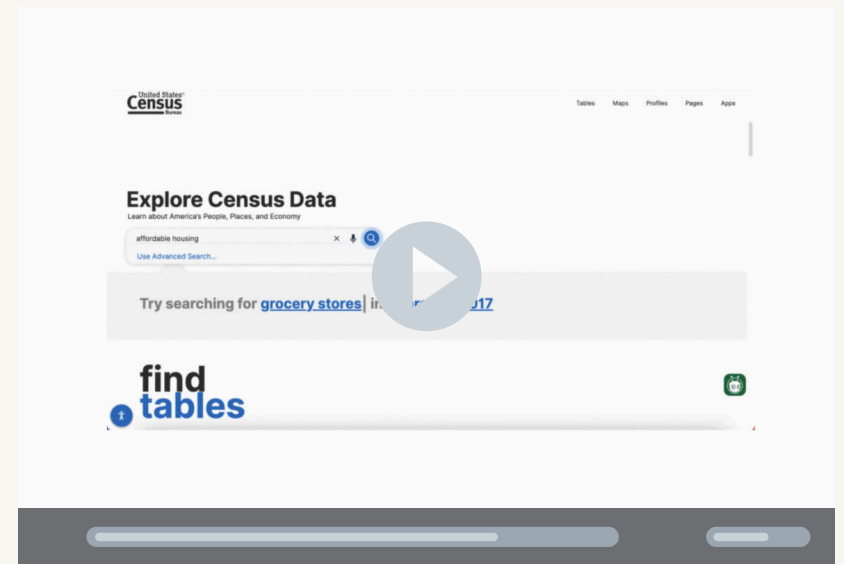 United States®
Census
Bureau
Tables Maps Profiles Pages Apps
Explore Census Data
Learn about America's People, Places, and Economy
affordable housing
Use Advanced Search...
Try searching for grocery stores in 017
find
tables